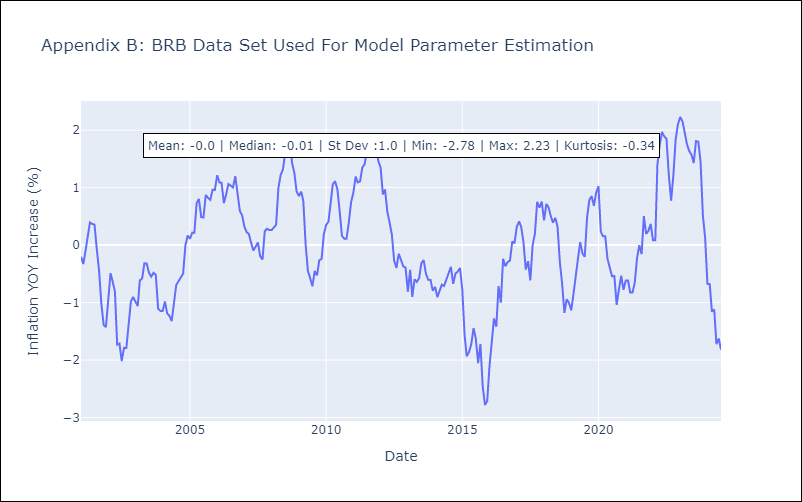 Appendix B: BRB Data Set Used For Model Parameter Estimation
Mean: -0.0 | Median: -0.01 | St Dev :1.0 | Min: -2.78 | Max: 2.23 | Kurtosis: -0.34
Inflation YOY Increase (%)
2
1
0
−1
−2
−3
2005
2010
2015
2020
Date